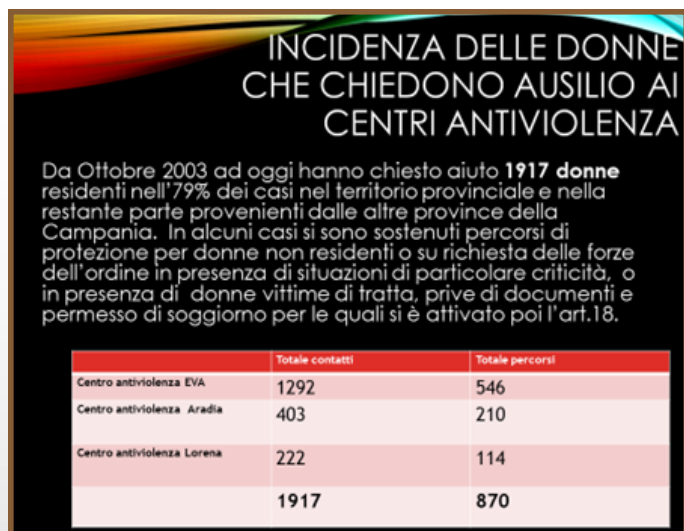 INCIDENZA DELLE DONNE
CHE CHIEDONO AUSILIO AI
CENTRI ANTIVIOLENZA
Da Ottobre 2003 ad oggi hanno chiesto aiuto 1917 donne
residenti nell'79% dei casi nel territorio provinciale e nella
restante parte provenienti dalle altre province della
Campania. In alcuni casi si sono sostenuti percorsi di
protezione per donne non residenti o su richiesta delle forze
dell'ordine in presenza di situazioni di particolare criticità, o
in presenza di donne vittime di tratta, prive di documenti e
permesso di soggiorno per le quali si è attivato poi l'art.18.
Totale contatti Totale percorsi
Centro antiviolenza EVA 1292 546
Centro antiviolenza Aradia 403 210
Centro antiviolenza Lorena 222 114
1917 870